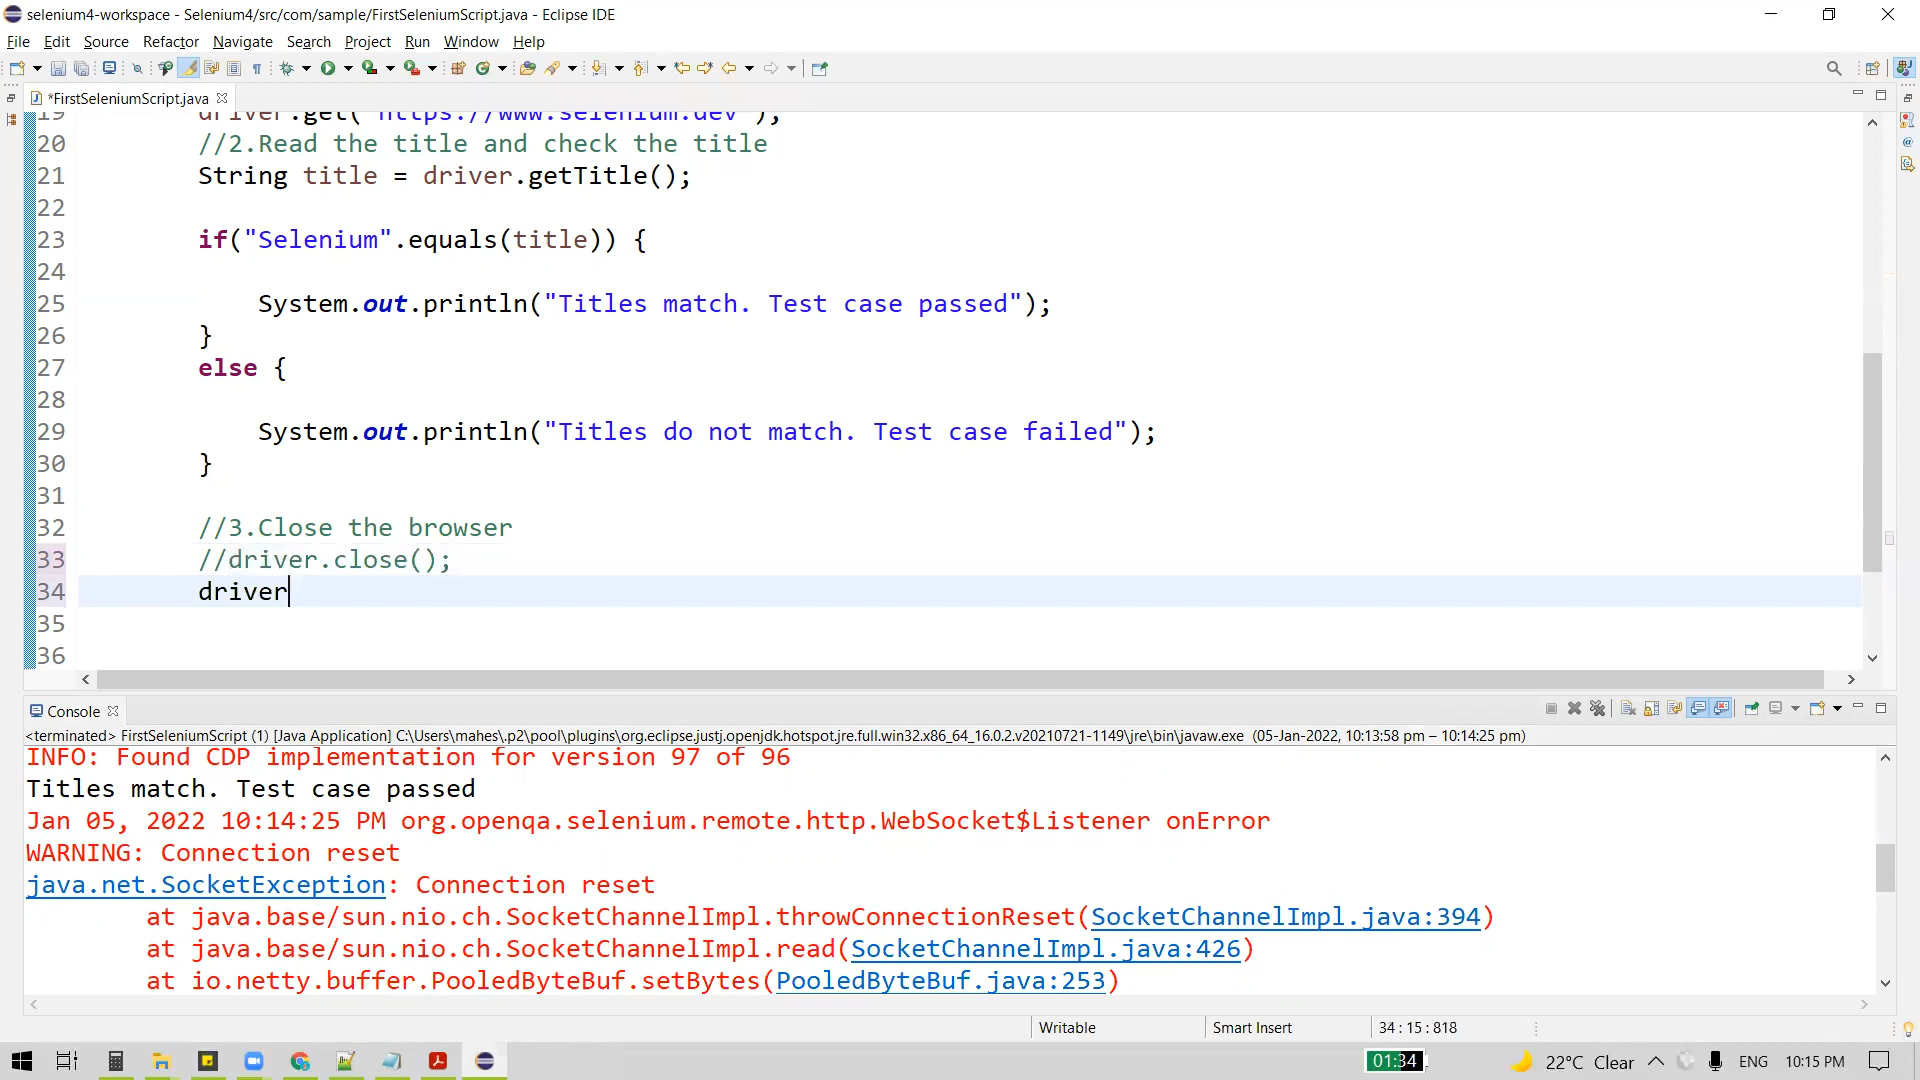 selenium4-workspace - Selenium4/src/com/sample/FirstSeleniumScript.java - Eclipse IDE
File Edit Source Refactor Navigate Search Project Run Window Help
*FirstSeleniumScript.java
19 driver.get("https://www.selenium.dev");
20 //2.Read the title and check the title
21 String title = driver.getTitle();
22
23 if("Selenium".equals(title)) {
24
25 System.out.println("Titles match. Test case passed");
26 }
27 else {
28
29 System.out.println("Titles do not match. Test case failed");
30 }
31
32 //3.Close the browser
33 //driver.close();
34 driver
35
36
Console
<terminated> FirstSeleniumScript (1) [Java Application] C:\Users\mahes\.p2\pool\plugins\org.eclipse.justj.openjdk.hotspot.jre.full.win32.x86_64_16.0.2.v20210721-1149\jre\bin\javaw.exe (05-Jan-2022, 10:13:58 pm – 10:14:25 pm)
INFO: Found CDP implementation for version 97 of 96
Titles match. Test case passed
Jan 05, 2022 10:14:25 PM org.openqa.selenium.remote.http.WebSocket$Listener onError
WARNING: Connection reset
java.net.SocketException: Connection reset
at java.base/sun.nio.ch.SocketChannelImpl.throwConnectionReset(SocketChannelImpl.java:394)
at java.base/sun.nio.ch.SocketChannelImpl.read(SocketChannelImpl.java:426)
at io.netty.buffer.PooledByteBuf.setBytes(PooledByteBuf.java:253)
Writable Smart Insert 34 : 15 : 818
01:34 22°C Clear ENG 10:15 PM